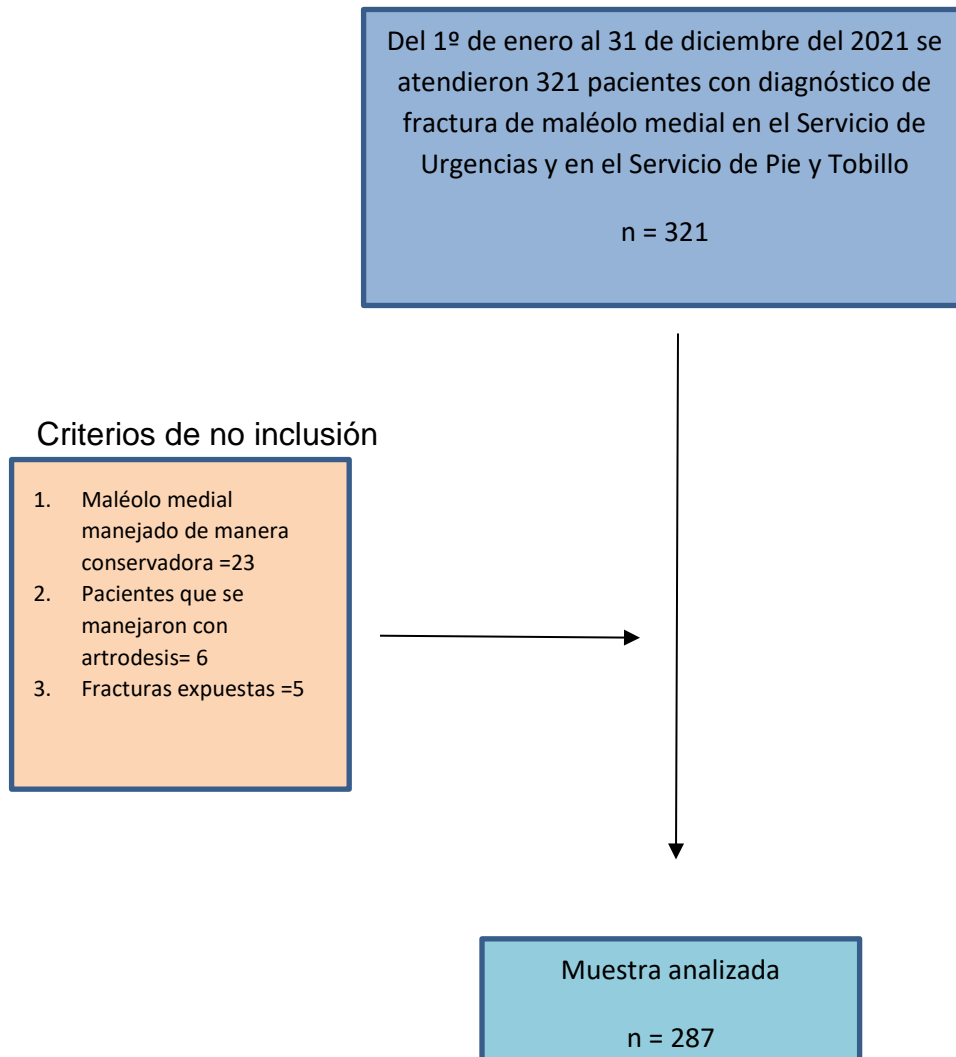 Del 1º de enero al 31 de diciembre del 2021 se
atendieron 321 pacientes con diagnóstico de
fractura de maléolo medial en el Servicio de
Urgencias y en el Servicio de Pie y Tobillo
n = 321
Criterios de no inclusión
1. Maléolo medial
manejado de manera
conservadora =23
2. Pacientes que se
manejaron con
artrodesis= 6
3. Fracturas expuestas =5
Muestra analizada
n = 287